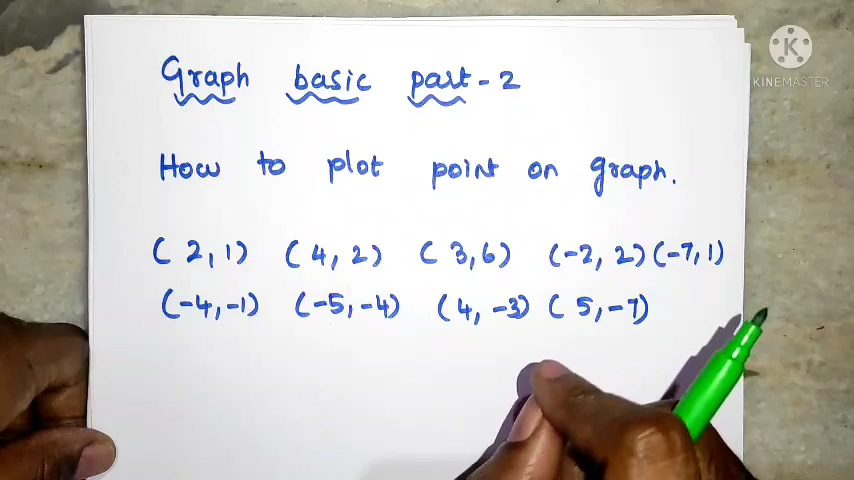 Graph basic part-2
K
KINEMASTER
How to plot point on graph.
(2,1) (4,2) (3,6) (-2,2) (-7,1)
(-4,-1) (-5,-4) (4,-3) (5,-7)